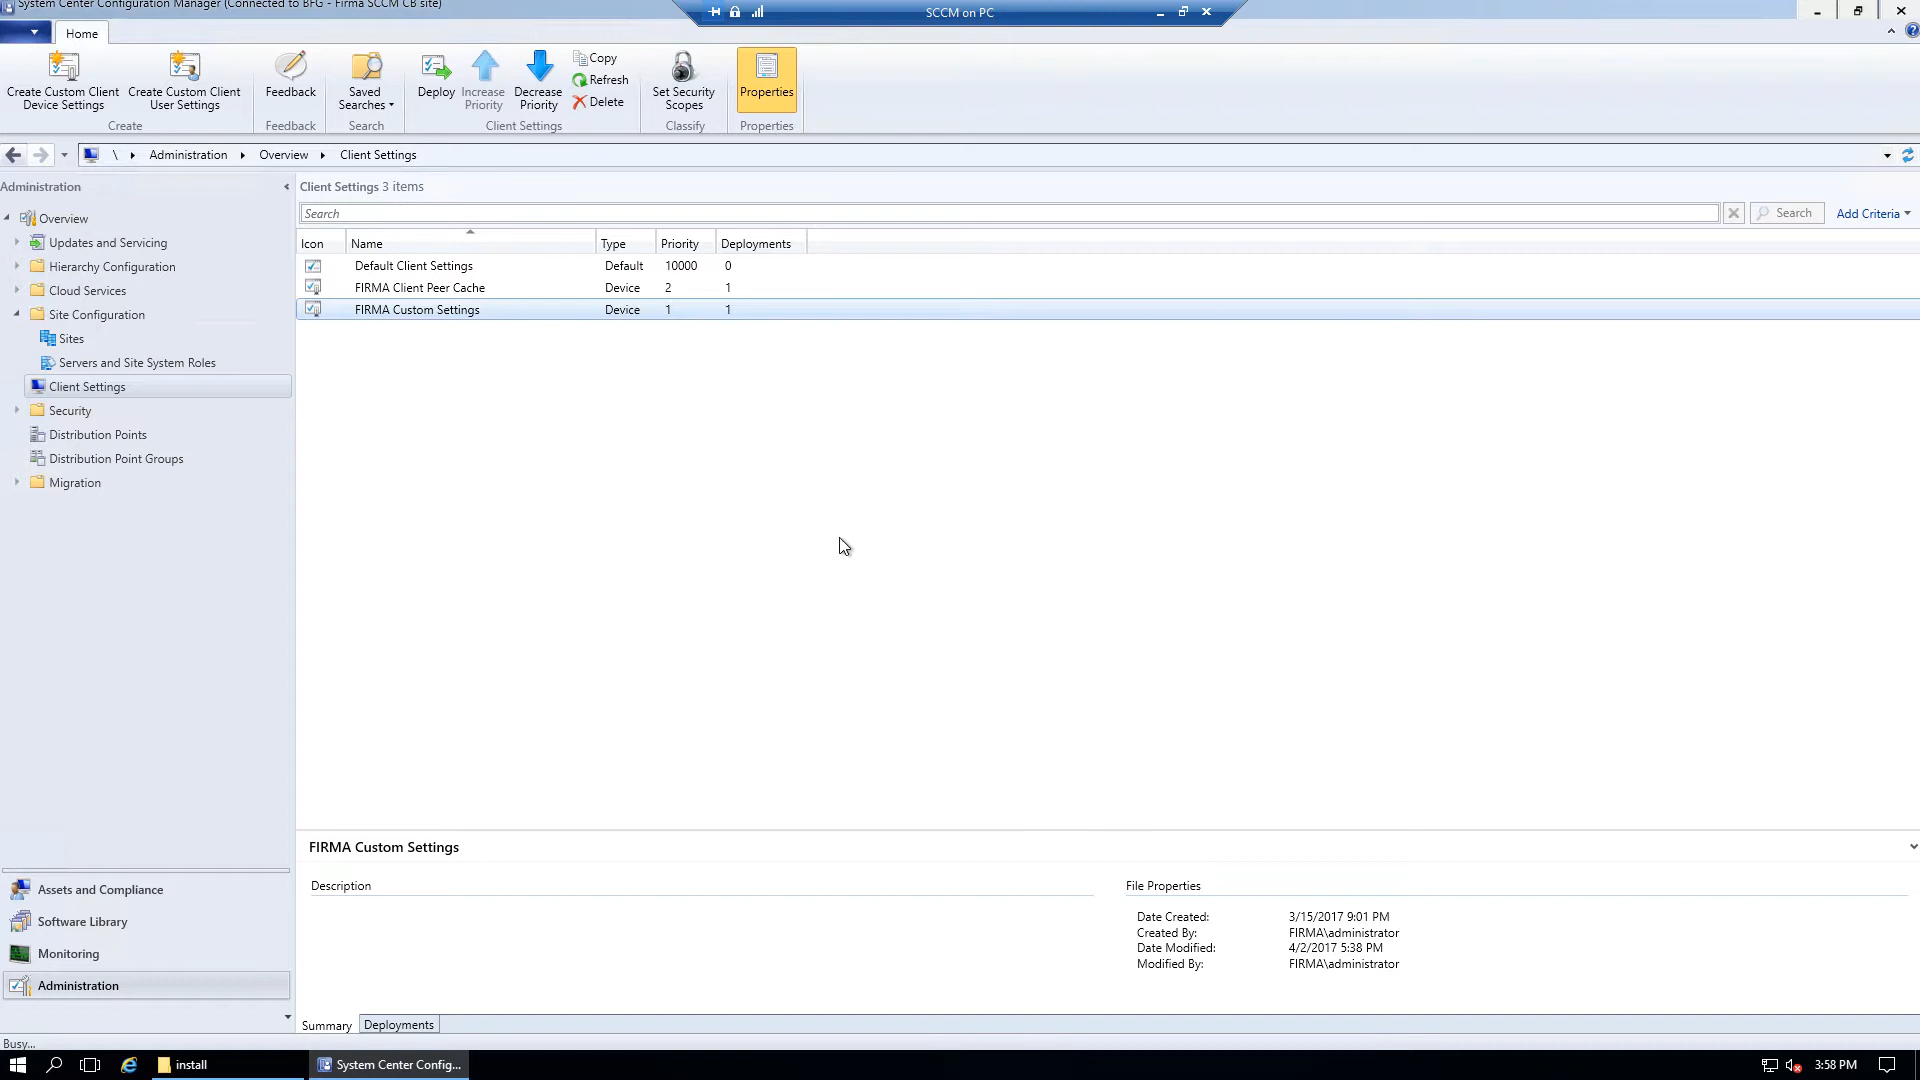 System Center Configuration Manager (Connected to BFG - Firma SCCM CB site)
SCCM on PC
Home
Create Custom Client Device Settings
Create Custom Client User Settings
Feedback
Saved Searches
Deploy
Increase Priority
Decrease Priority
Copy
Refresh
Delete
Set Security Scopes
Properties
Create
Feedback
Search
Client Settings
Classify
Properties
\ Administration Overview Client Settings
Administration
Client Settings 3 items
Search
Search
Add Criteria
Overview
Updates and Servicing
Hierarchy Configuration
Cloud Services
Site Configuration
Sites
Servers and Site System Roles
Client Settings
Security
Distribution Points
Distribution Point Groups
Migration
Icon Name Type Priority Deployments
Default Client Settings Default 10000 0
FIRMA Client Peer Cache Device 2 1
FIRMA Custom Settings Device 1 1
FIRMA Custom Settings
Description
File Properties
Date Created: 3/15/2017 9:01 PM
Created By: FIRMA\administrator
Date Modified: 4/2/2017 5:38 PM
Modified By: FIRMA\administrator
Assets and Compliance
Software Library
Monitoring
Administration
Summary Deployments
Busy...
install
System Center Config...
3:58 PM